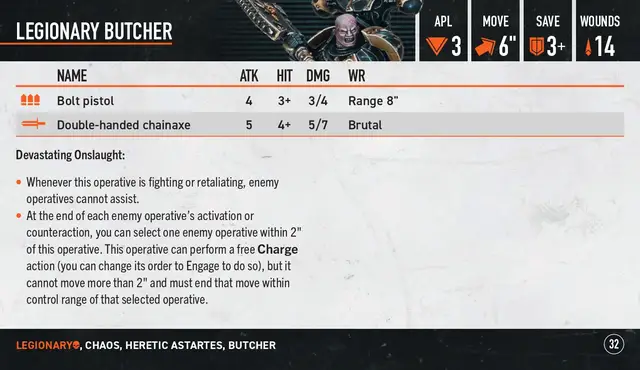 LEGIONARY BUTCHER
APL MOVE SAVE WOUNDS
3 6" 3+ 14
NAME ATK HIT DMG WR
Bolt pistol 4 3+ 3/4 Range 8"
Double-handed chainaxe 5 4+ 5/7 Brutal
Devastating Onslaught:
• Whenever this operative is fighting or retaliating, enemy
operatives cannot assist.
• At the end of each enemy operative's activation or
counteraction, you can select one enemy operative within 2"
of this operative. This operative can perform a free Charge
action (you can change its order to Engage to do so), but it
cannot move more than 2" and must end that move within
control range of that selected operative.
LEGIONARY, CHAOS, HERETIC ASTARTES, BUTCHER
32